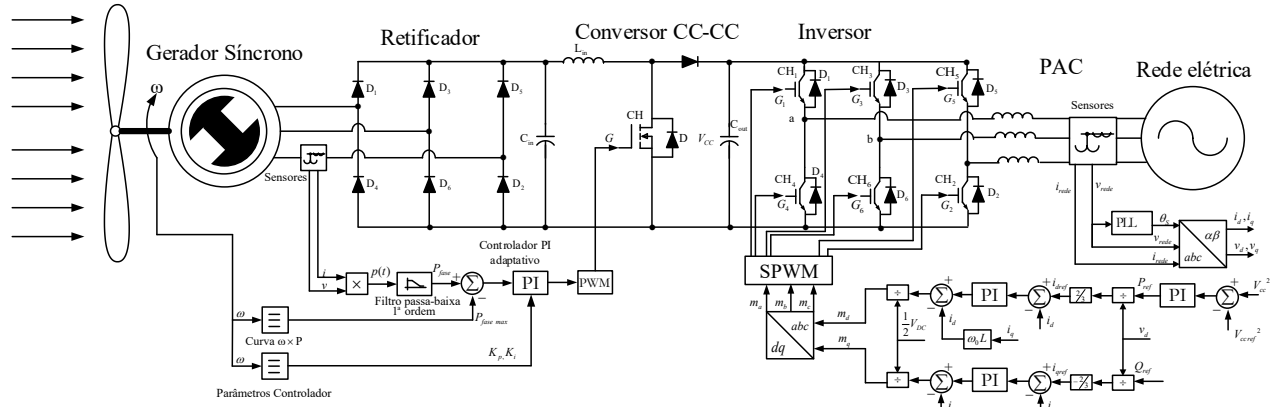 Gerador Síncrono
Retificador
Conversor CC-CC
Inversor
PAC
Rede elétrica
ω
Sensores
D1
D3
D5
D4
D6
D2
Cin
Lin
G
CH
D
VCC
Cout
CH1
D1
G1
CH3
D3
G3
CH5
D5
G5
a
b
CH4
D4
G4
CH6
D6
G6
CH2
D2
G2
Sensores
irede
vrede
PLL
θs
vrede
irede
αβ
abc
id, iq
vd, vq
i
v
×
p(t)
Filtro passa-baixa
1ª ordem
Pfase
+
Σ
−
Pfase max
Controlador PI
adaptativo
PI
PWM
ω
Curva ω×P
ω
Parâmetros Controlador
Kp, Ki
SPWM
ma
mb
mc
abc
dq
md
mq
÷
1/2 VDC
÷
+
Σ
−
id
ω0L
iq
PI
+
Σ
−
idref
id
2/3
÷
Pref
PI
+
Σ
−
Vcc²
Vccref²
vd
Qref
÷
−2/3
iqref
+
Σ
−
i
PI
+
Σ
−
i